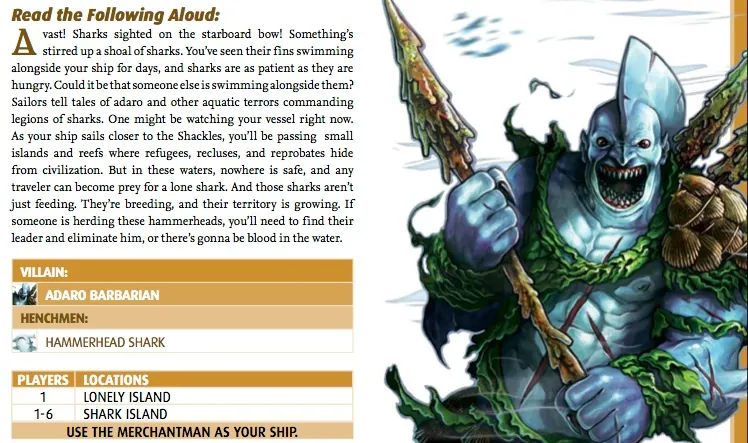 Read the Following Aloud:
Avast! Sharks sighted on the starboard bow! Something's
stirred up a shoal of sharks. You've seen their fins swimming
alongside your ship for days, and sharks are as patient as they are
hungry. Could it be that someone else is swimming alongside them?
Sailors tell tales of adaro and other aquatic terrors commanding
legions of sharks. One might be watching your vessel right now.
As your ship sails closer to the Shackles, you'll be passing small
islands and reefs where refugees, recluses, and reprobates hide
from civilization. But in these waters, nowhere is safe, and any
traveler can become prey for a lone shark. And those sharks aren't
just feeding. They're breeding, and their territory is growing. If
someone is herding these hammerheads, you'll need to find their
leader and eliminate him, or there's gonna be blood in the water.
VILLAIN:
ADARO BARBARIAN
HENCHMEN:
HAMMERHEAD SHARK
PLAYERS LOCATIONS
1 LONELY ISLAND
1-6 SHARK ISLAND
USE THE MERCHANTMAN AS YOUR SHIP.